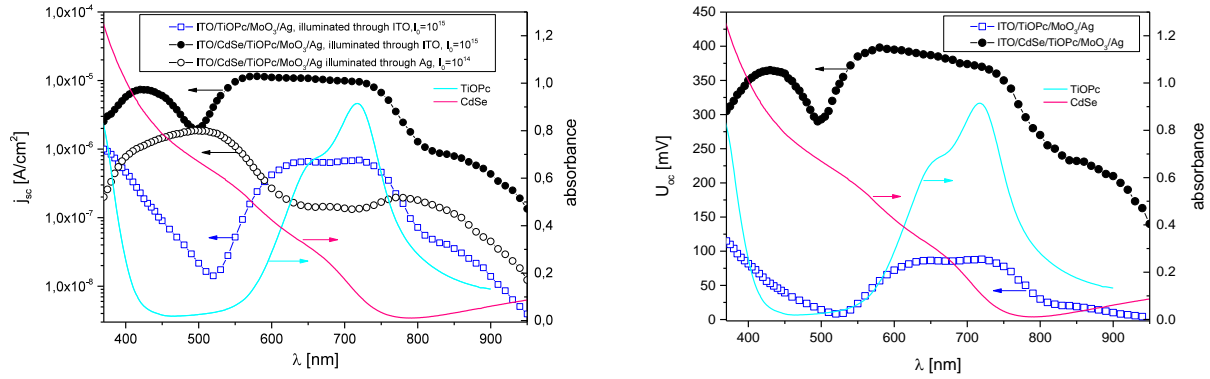 ITO/TiOPc/MoO₃/Ag, illuminated through ITO, I₀=10¹⁵
ITO/CdSe/TiOPc/MoO₃/Ag, illuminated through ITO, I₀=10¹⁵
ITO/CdSe/TiOPc/MoO₃/Ag illuminated through Ag, I₀=10¹⁴
TiOPc
CdSe
1,0x10⁻⁴
1,0x10⁻⁵
1,0x10⁻⁶
1,0x10⁻⁷
1,0x10⁻⁸
jsc [A/cm²]
1,2
1,0
0,8
0,6
0,4
0,2
0,0
absorbance
400 500 600 700 800 900
λ [nm]
ITO/TiOPc/MoO₃/Ag
ITO/CdSe/TiOPc/MoO₃/Ag
TiOPc
CdSe
450
400
350
300
250
200
150
100
50
0
Uoc [mV]
1,2
1,0
0,8
0,6
0,4
0,2
0,0
absorbance
400 500 600 700 800 900
λ [nm]